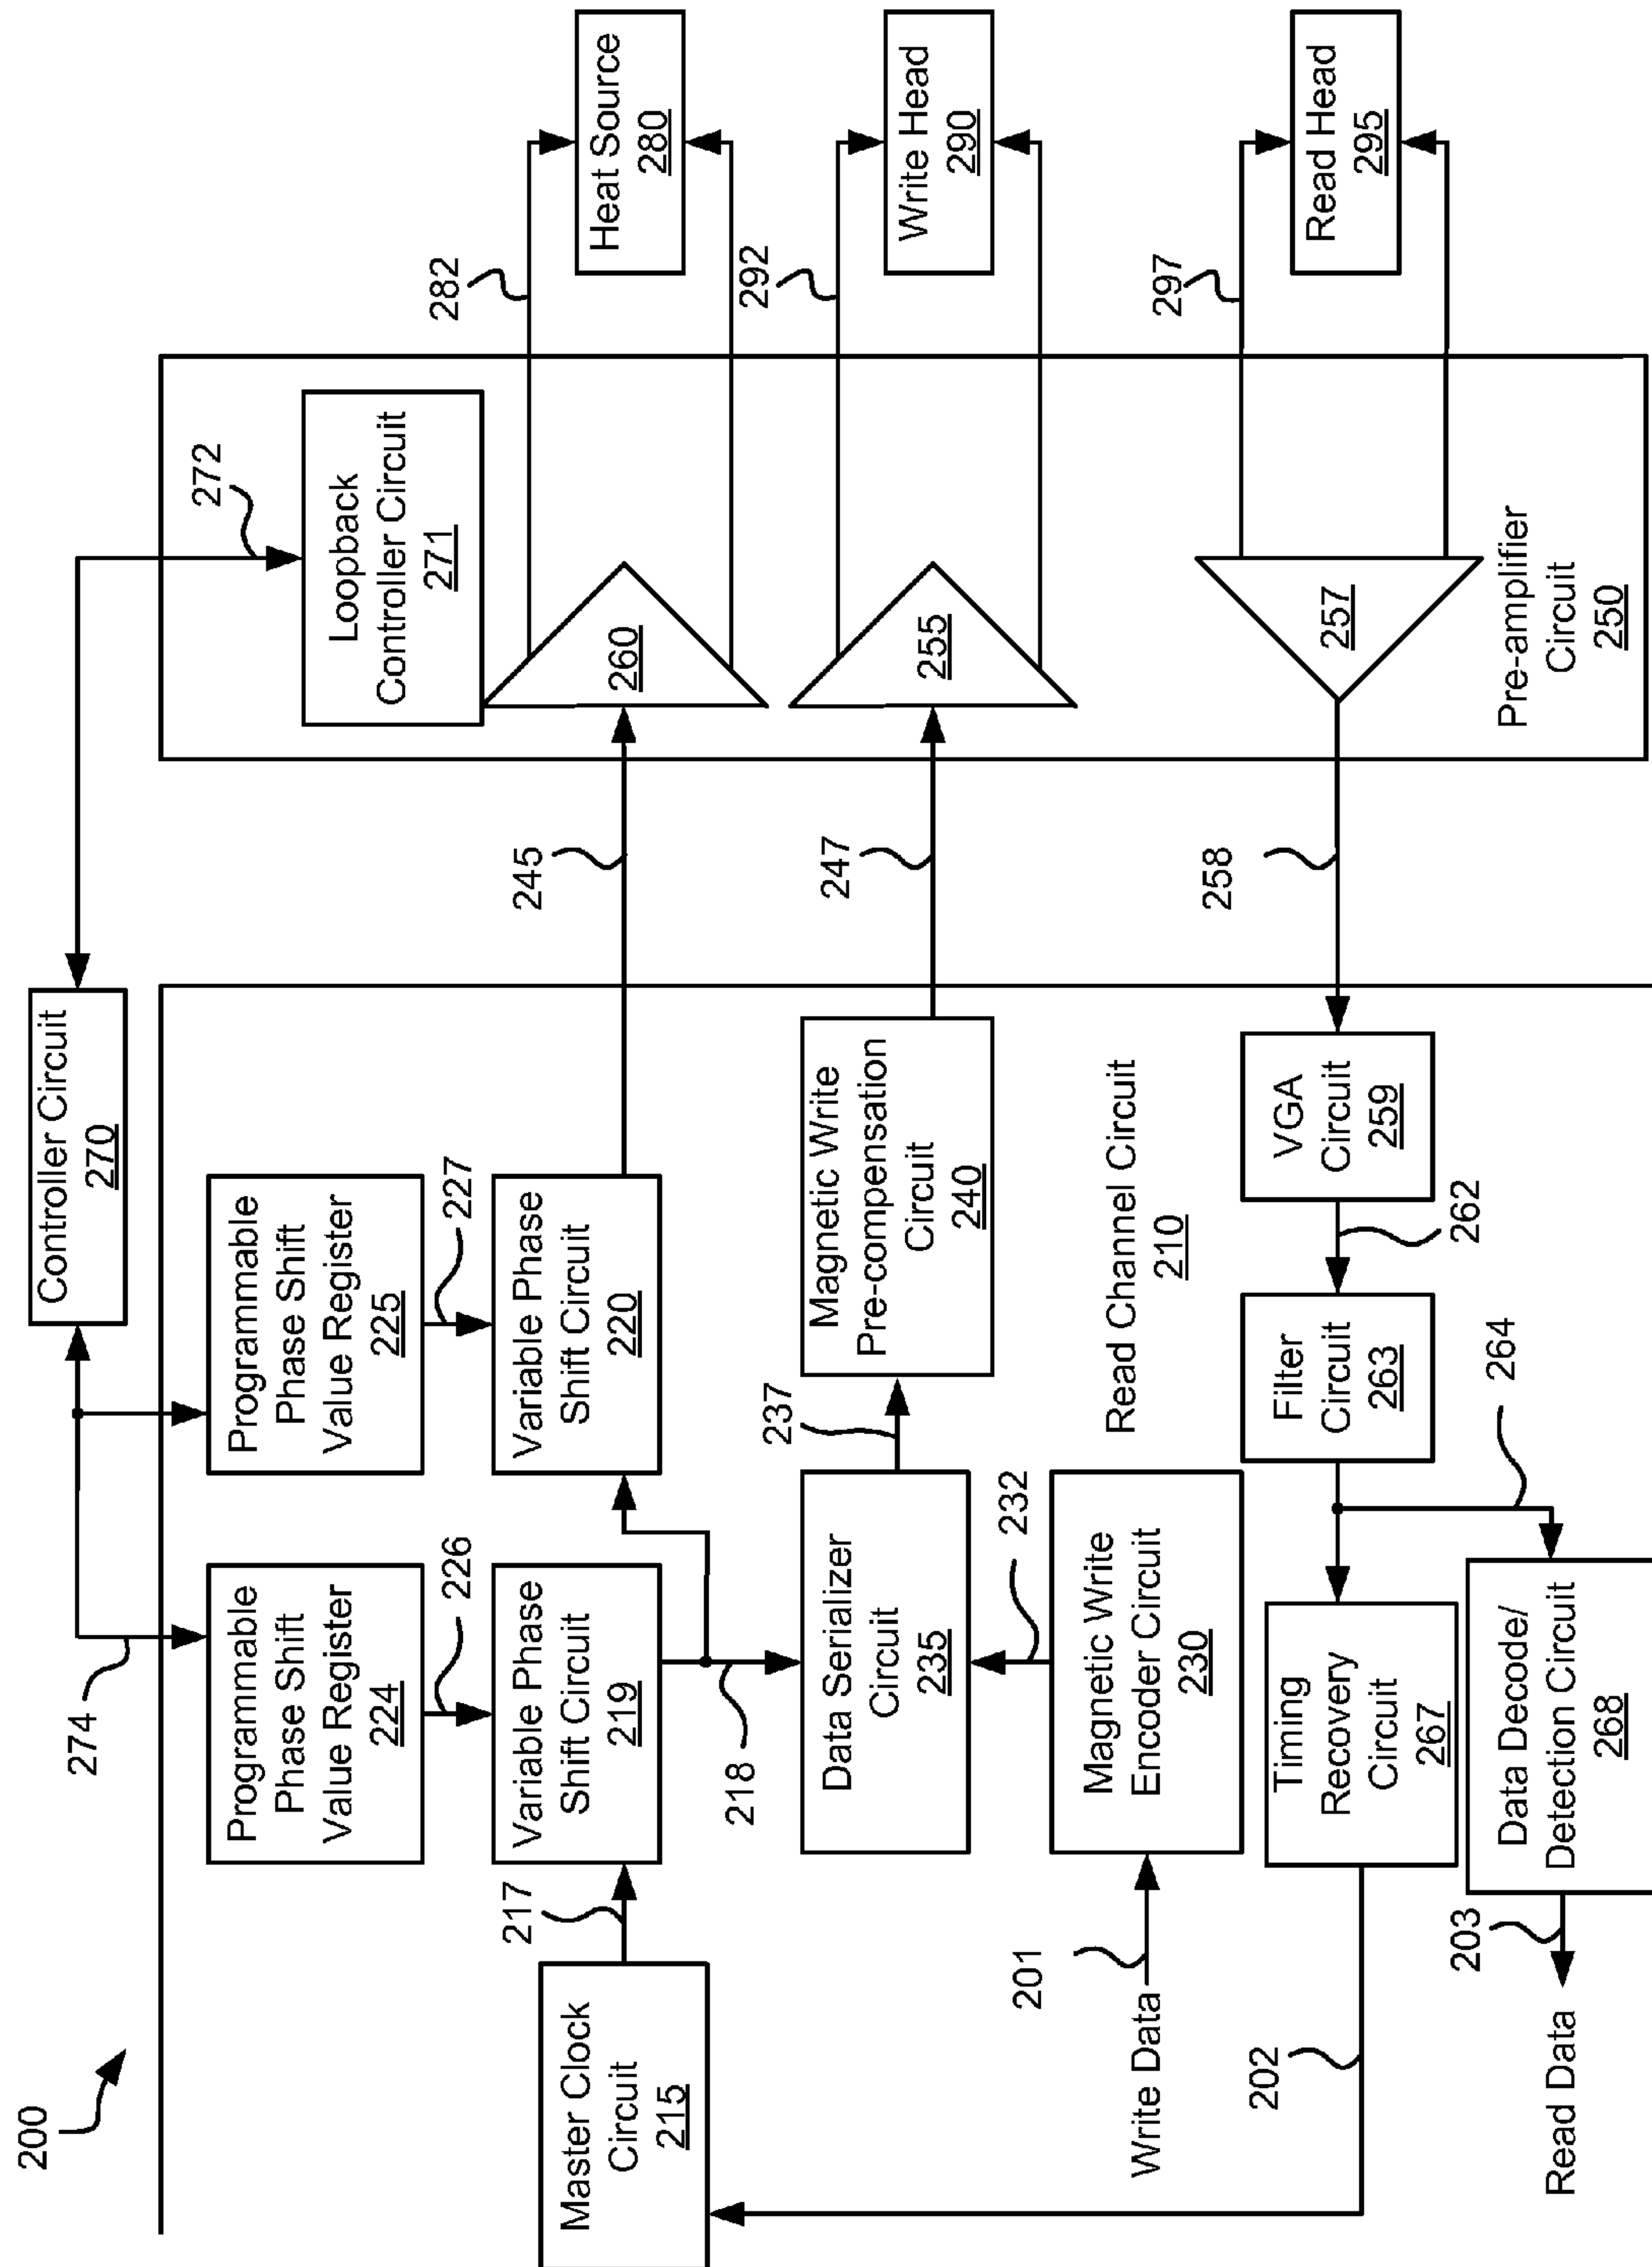 200
274
Controller Circuit
270
272
Programmable
Phase Shift
Value Register
224
Programmable
Phase Shift
Value Register
225
226
227
Loopback
Controller Circuit
271
282
Master Clock
Circuit
215
217
Variable Phase
Shift Circuit
219
Variable Phase
Shift Circuit
220
245
260
Heat Source
280
218
292
Data Serializer
Circuit
235
237
Magnetic Write
Pre-compensation
Circuit
240
247
255
Write Head
290
232
201
Write Data
Magnetic Write
Encoder Circuit
230
Read Channel Circuit
210
297
202
Timing
Recovery
Circuit
267
Filter
Circuit
263
262
VGA
Circuit
259
258
257
Read Head
295
264
203
Read Data
Data Decode/
Detection Circuit
268
Pre-amplifier
Circuit
250